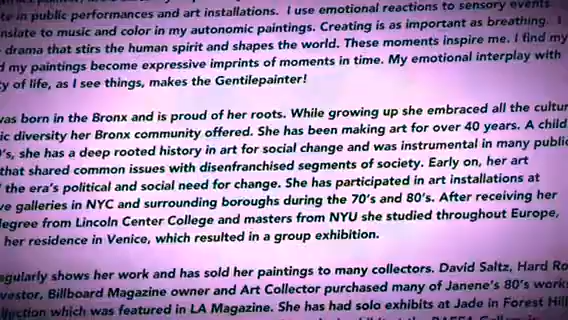 te in public performances and art installations. I use emotional reactions to sensory events
nslate to music and color in my autonomic paintings. Creating is as important as breathing. I
drama that stirs the human spirit and shapes the world. These moments inspire me. I find my
d my paintings become expressive imprints of moments in time. My emotional interplay with
ty of life, as I see things, makes the Gentilepainter!
was born in the Bronx and is proud of her roots. While growing up she embraced all the cultur
ic diversity her Bronx community offered. She has been making art for over 40 years. A child
0's, she has a deep rooted history in art for social change and was instrumental in many public
that shared common issues with disenfranchised segments of society. Early on, her art
the era's political and social need for change. She has participated in art installations at
ve galleries in NYC and surrounding boroughs during the 70's and 80's. After receiving her
degree from Lincoln Center College and masters from NYU she studied throughout Europe,
her residence in Venice, which resulted in a group exhibition.
egularly shows her work and has sold her paintings to many collectors. David Saltz, Hard Ro
vestor, Billboard Magazine owner and Art Collector purchased many of Janene's 80's works
llection which was featured in LA Magazine. She has had solo exhibits at Jade in Forest Hill